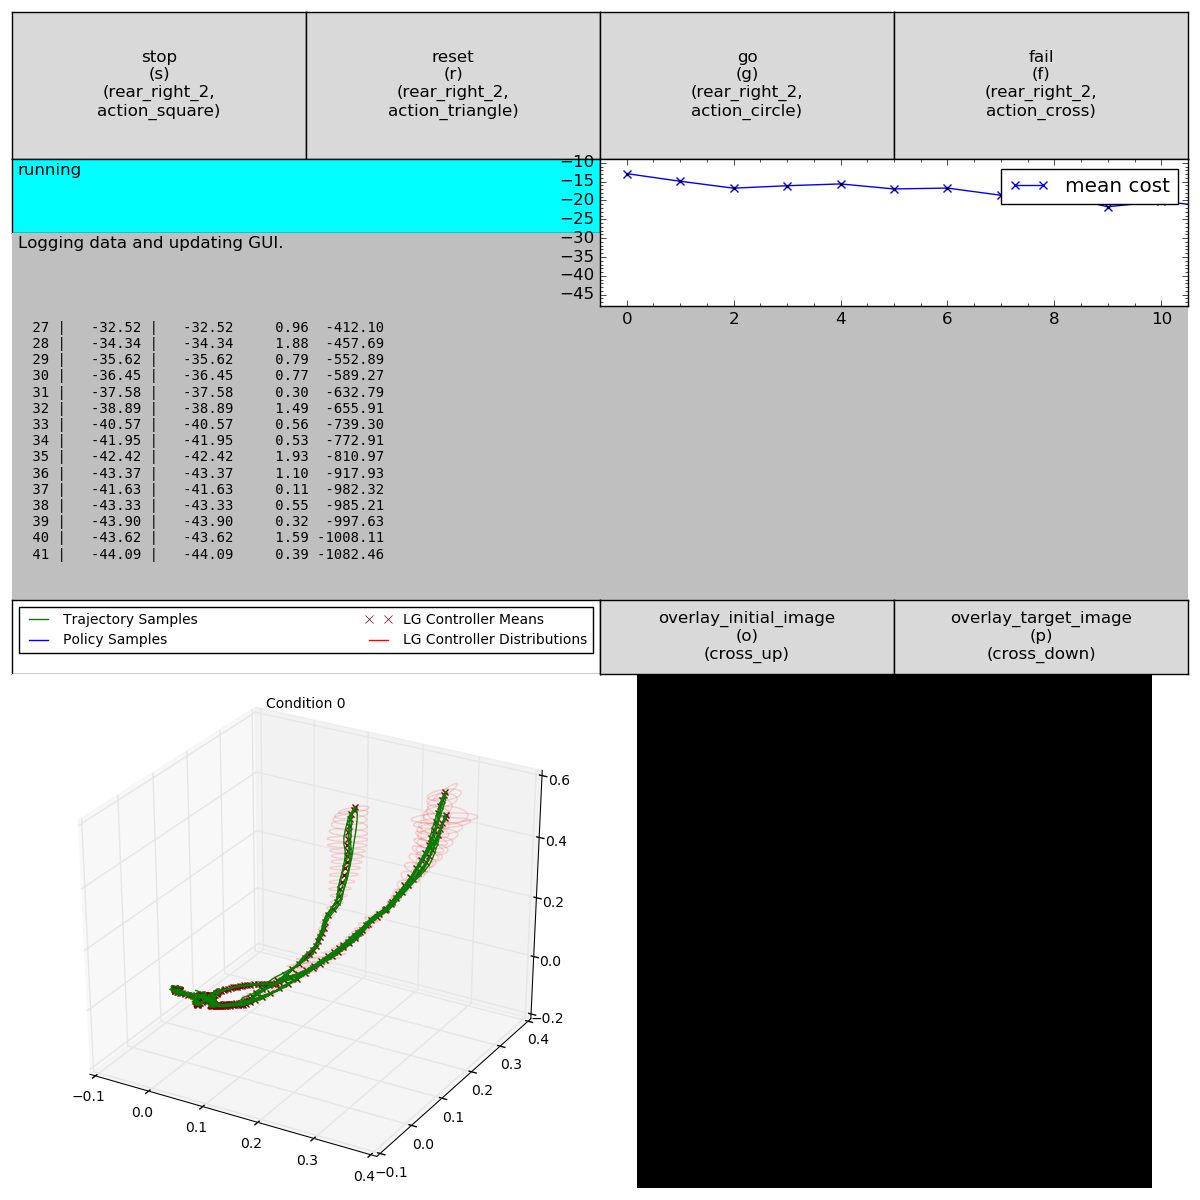 stop
(s)
(rear_right_2,
action_square)
reset
(r)
(rear_right_2,
action_triangle)
go
(g)
(rear_right_2,
action_circle)
fail
(f)
(rear_right_2,
action_cross)
running
−10
−15
−20
−25
−30
−35
−40
−45
mean cost
0 2 4 6 8 10
Logging data and updating GUI.
27 | -32.52 | -32.52 0.96 -412.10
28 | -34.34 | -34.34 1.88 -457.69
29 | -35.62 | -35.62 0.79 -552.89
30 | -36.45 | -36.45 0.77 -589.27
31 | -37.58 | -37.58 0.30 -632.79
32 | -38.89 | -38.89 1.49 -655.91
33 | -40.57 | -40.57 0.56 -739.30
34 | -41.95 | -41.95 0.53 -772.91
35 | -42.42 | -42.42 1.93 -810.97
36 | -43.37 | -43.37 1.10 -917.93
37 | -41.63 | -41.63 0.11 -982.32
38 | -43.33 | -43.33 0.55 -985.21
39 | -43.90 | -43.90 0.32 -997.63
40 | -43.62 | -43.62 1.59 -1008.11
41 | -44.09 | -44.09 0.39 -1082.46
Trajectory Samples
Policy Samples
LG Controller Means
LG Controller Distributions
overlay_initial_image
(o)
(cross_up)
overlay_target_image
(p)
(cross_down)
Condition 0
0.6
0.4
0.2
0.0
−0.2
0.4
0.3
0.2
0.1
0.0
−0.1
−0.1
0.0
0.1
0.2
0.3
0.4